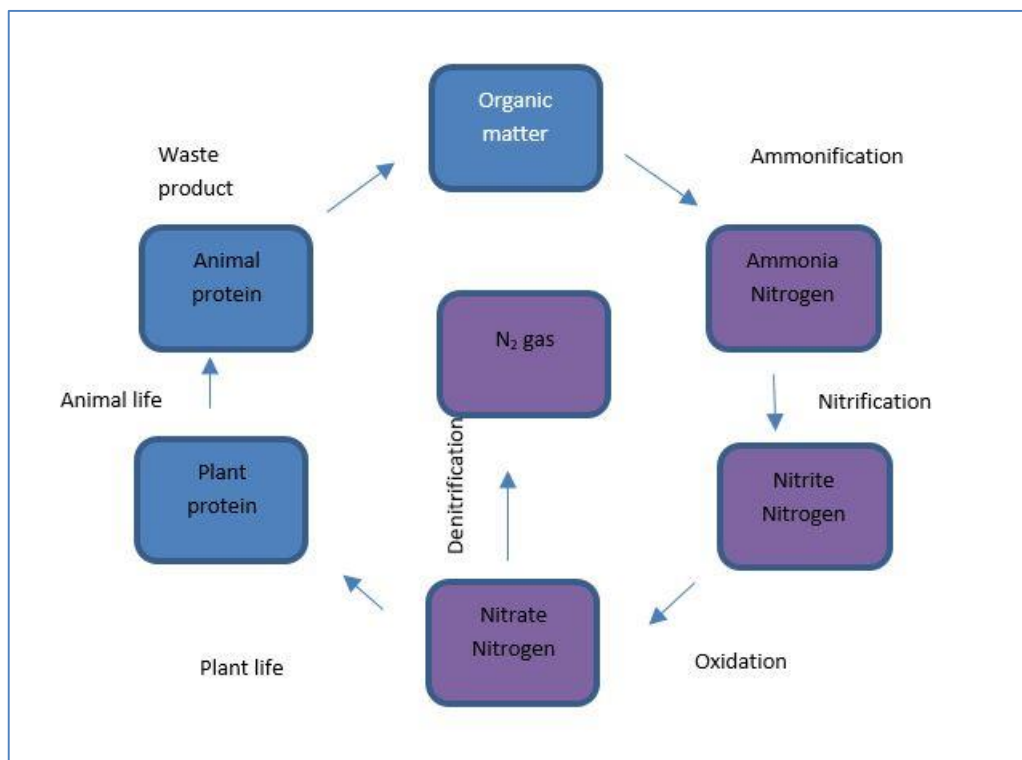 Organic
matter
Waste
product
Ammonification
Animal
protein
Ammonia
Nitrogen
N₂ gas
Animal life
Nitrification
Plant
protein
Denitrification
Nitrite
Nitrogen
Nitrate
Nitrogen
Plant life
Oxidation